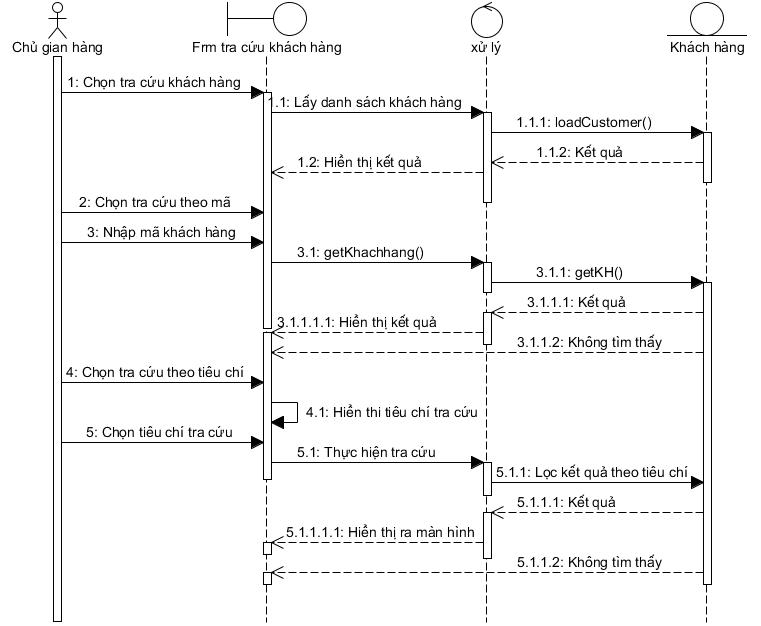 Chủ gian hàng
Frm tra cứu khách hàng
xử lý
Khách hàng
1: Chọn tra cứu khách hàng
1.1: Lấy danh sách khách hàng
1.1.1: loadCustomer()
1.1.2: Kết quả
1.2: Hiển thị kết quả
2: Chọn tra cứu theo mã
3: Nhập mã khách hàng
3.1: getKhachhang()
3.1.1: getKH()
3.1.1.1: Kết quả
3.1.1.1.1: Hiển thị kết quả
3.1.1.2: Không tìm thấy
4: Chọn tra cứu theo tiêu chí
4.1: Hiển thi tiêu chí tra cứu
5: Chọn tiêu chí tra cứu
5.1: Thực hiện tra cứu
5.1.1: Lọc kết quả theo tiêu chí
5.1.1.1: Kết quả
5.1.1.1.1: Hiển thị ra màn hình
5.1.1.2: Không tìm thấy